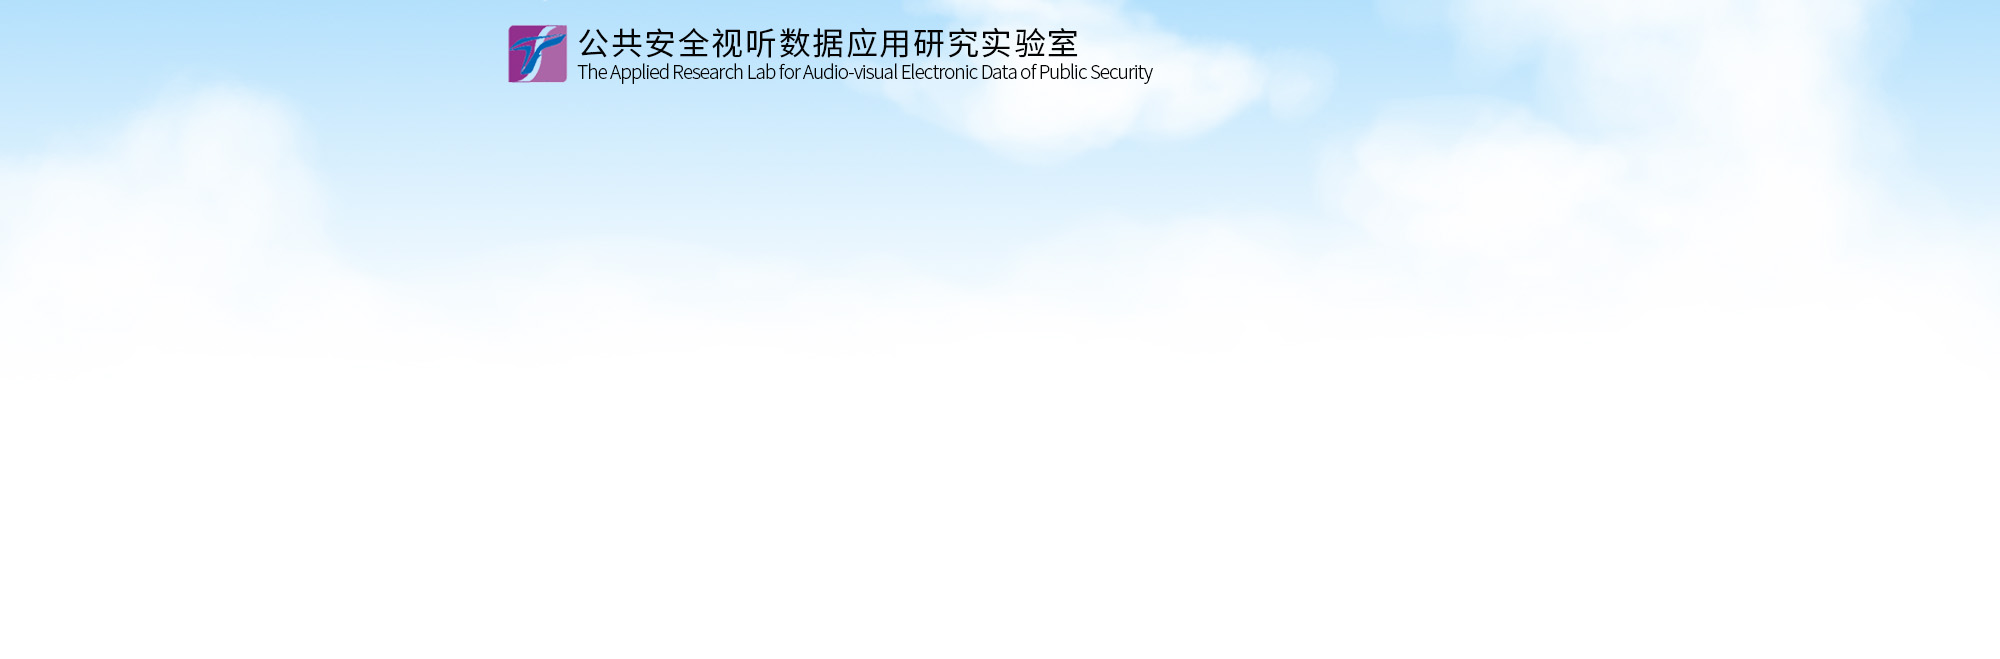 公共安全视听数据应用研究实验室
The Applied Research Lab for Audio-visual Electronic Data of Public Security